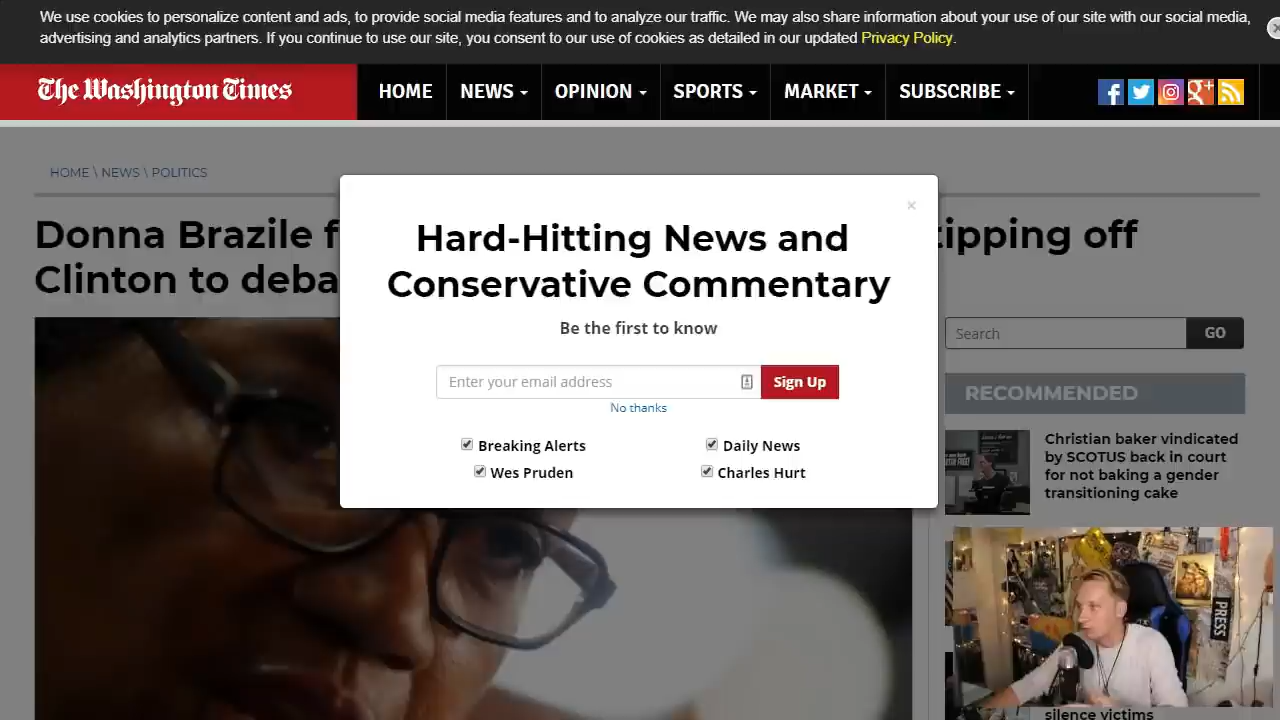 We use cookies to personalize content and ads, to provide social media features and to analyze our traffic. We may also share information about your use of our site with our social media,
advertising and analytics partners. If you continue to use our site, you consent to our use of cookies as detailed in our updated Privacy Policy.
The Washington Times
HOME NEWS OPINION SPORTS MARKET SUBSCRIBE
HOME \ NEWS \ POLITICS
Donna Brazile f
tipping off
Clinton to deba
×
Hard-Hitting News and
Conservative Commentary
Be the first to know
Enter your email address
Sign Up
No thanks
Breaking Alerts
Daily News
Wes Pruden
Charles Hurt
Search
GO
RECOMMENDED
Christian baker vindicated
by SCOTUS back in court
for not baking a gender
transitioning cake
PRESS
silence victims